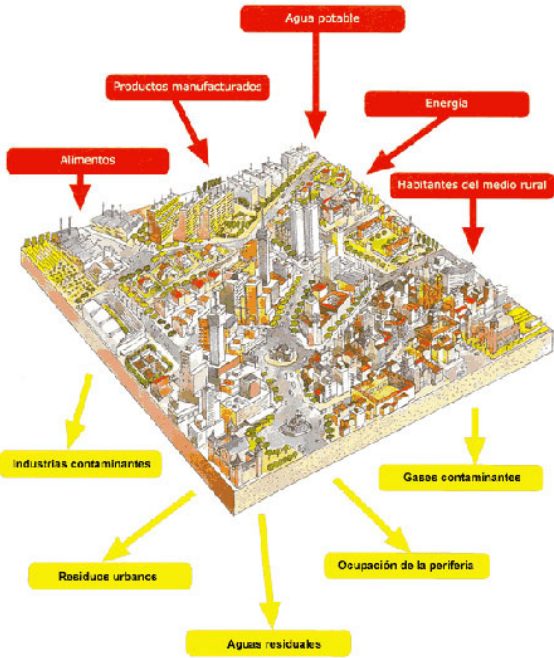 Agua potable
Productos manufacturados
Energía
Alimentos
Habitantes del medio rural
Industrias contaminantes
Gases contaminantes
Residuos urbanos
Ocupación de la periferia
Aguas residuales